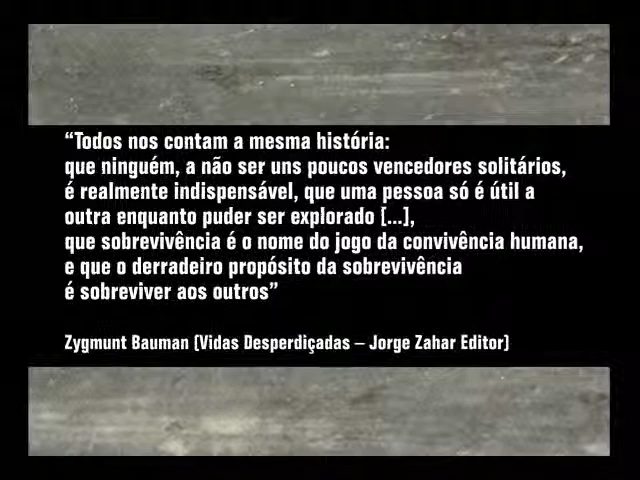 “Todos nos contam a mesma história:
que ninguém, a não ser uns poucos vencedores solitários,
é realmente indispensável, que uma pessoa só é útil a
outra enquanto puder ser explorado [...],
que sobrevivência é o nome do jogo da convivência humana,
e que o derradeiro propósito da sobrevivência
é sobreviver aos outros”
Zygmunt Bauman [Vidas Desperdiçadas – Jorge Zahar Editor]